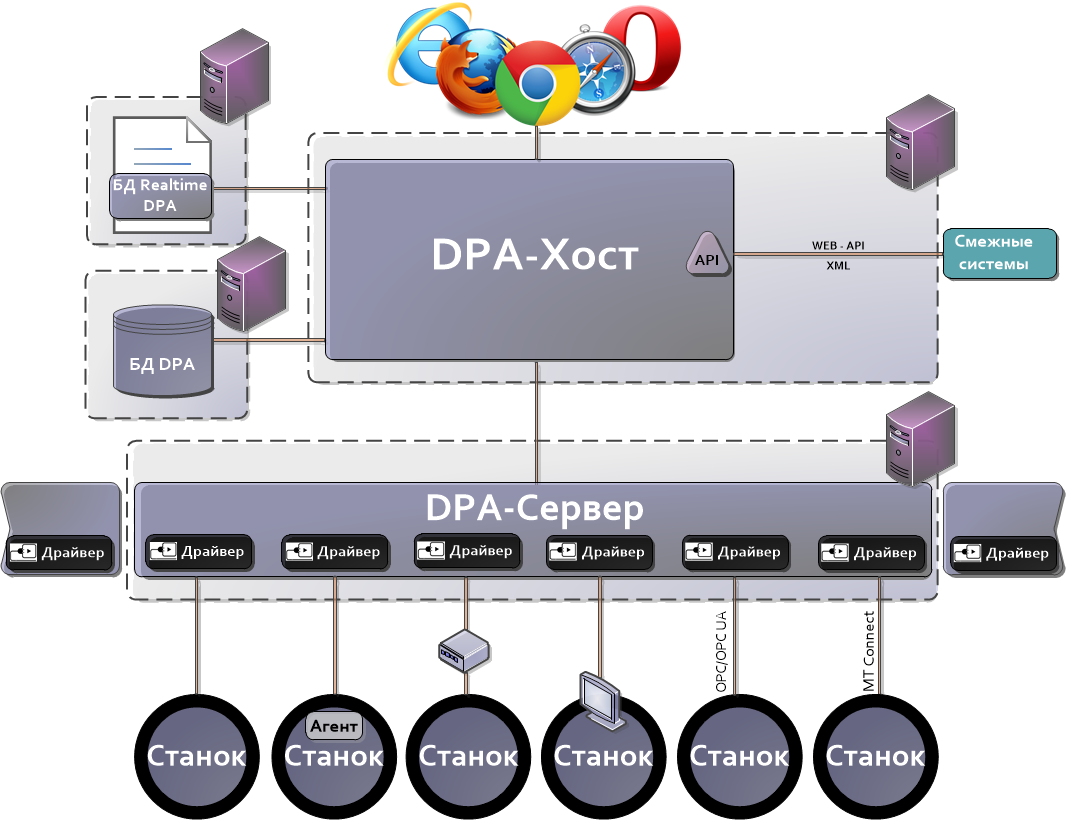 БД Realtime
DPA
DPA-Хост
API
WEB - API
XML
Смежные
системы
БД DPA
DPA-Сервер
Драйвер
Драйвер
Драйвер
Драйвер
Драйвер
Драйвер
Драйвер
Драйвер
OPC/OPC UA
MT Connect
Агент
Станок
Станок
Станок
Станок
Станок
Станок